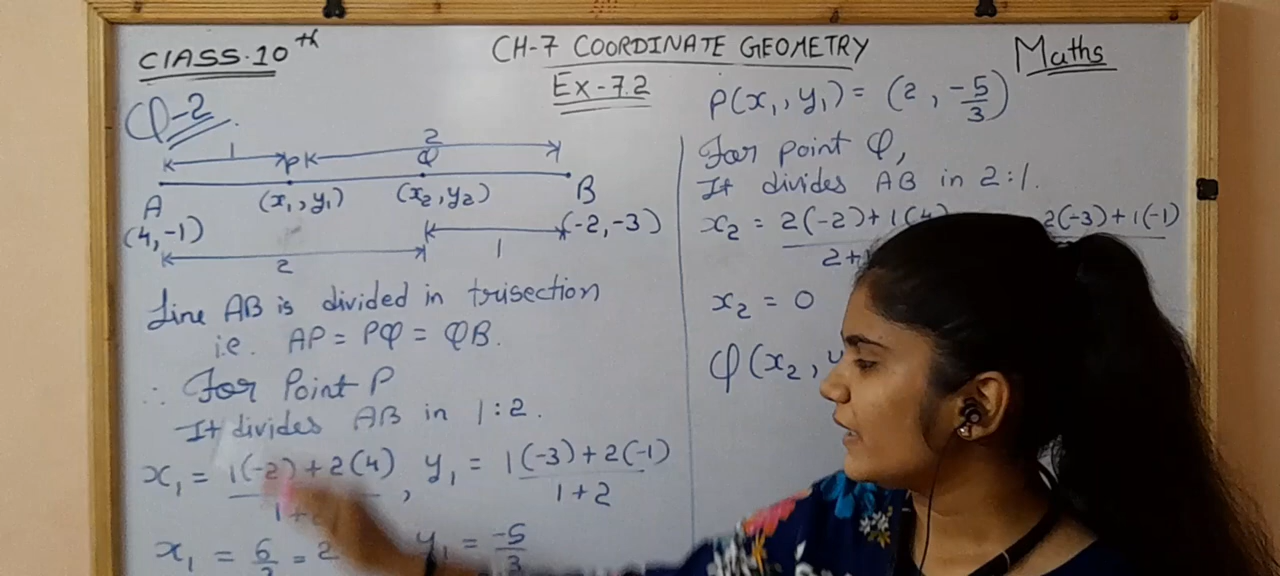 CLASS.10th
CH-7 COORDINATE GEOMETRY
Maths
Ex-7.2
Q-2
1
2
P
Q
A
(x₁, y₁)
(x₂, y₂)
B
(4, -1)
(-2, -3)
2
1
Line AB is divided in trisection
i.e. AP = PQ = QB.
∴ For Point P
It divides AB in 1:2.
x₁ = 1(-2) + 2(4) / 1+2, y₁ = 1(-3) + 2(-1) / 1+2
x₁ = 6/3 = 2 y₁ = -5/3
P(x₁, y₁) = (2, -5/3)
For point Q,
It divides AB in 2:1.
x₂ = 2(-2) + 1(4) / 2+ 2(-3) + 1(-1)
x₂ = 0
Q(x₂, y